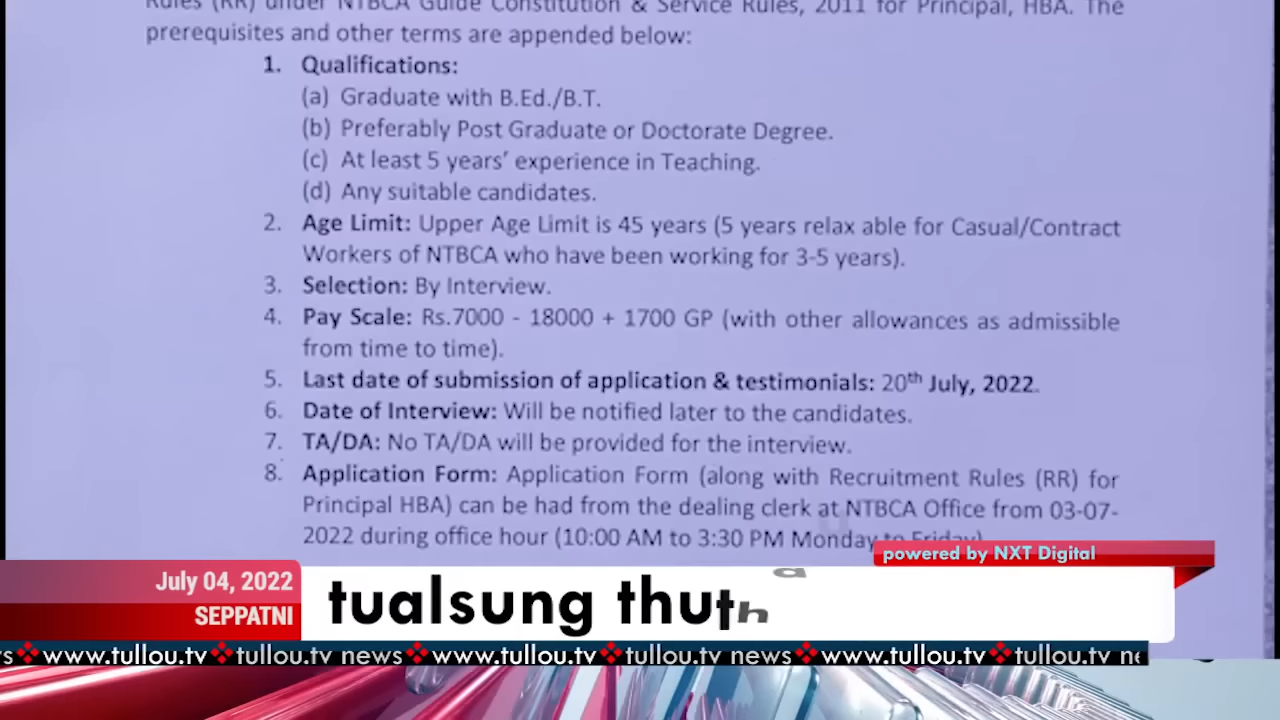 Rules (RR) under NTBCA Guide Constitution & Service Rules, 2011 for Principal, HBA. The
prerequisites and other terms are appended below:
1. Qualifications:
(a) Graduate with B.Ed./B.T.
(b) Preferably Post Graduate or Doctorate Degree.
(c) At least 5 years' experience in Teaching.
(d) Any suitable candidates.
2. Age Limit: Upper Age Limit is 45 years (5 years relax able for Casual/Contract
Workers of NTBCA who have been working for 3-5 years).
3. Selection: By Interview.
4. Pay Scale: Rs.7000 - 18000 + 1700 GP (with other allowances as admissible
from time to time).
5. Last date of submission of application & testimonials: 20th July, 2022.
6. Date of Interview: Will be notified later to the candidates.
7. TA/DA: No TA/DA will be provided for the interview.
8. Application Form: Application Form (along with Recruitment Rules (RR) for
Principal HBA) can be had from the dealing clerk at NTBCA Office from 03-07-
2022 during office hour (10:00 AM to 3:30 PM Monday to Friday)
powered by NXT Digital
July 04, 2022
SEPPATNI
tualsung thuth
s❖www.tullou.tv❖tullou.tv news❖www.tullou.tv❖tullou.tv news❖www.tullou.tv❖tullou.tv ne